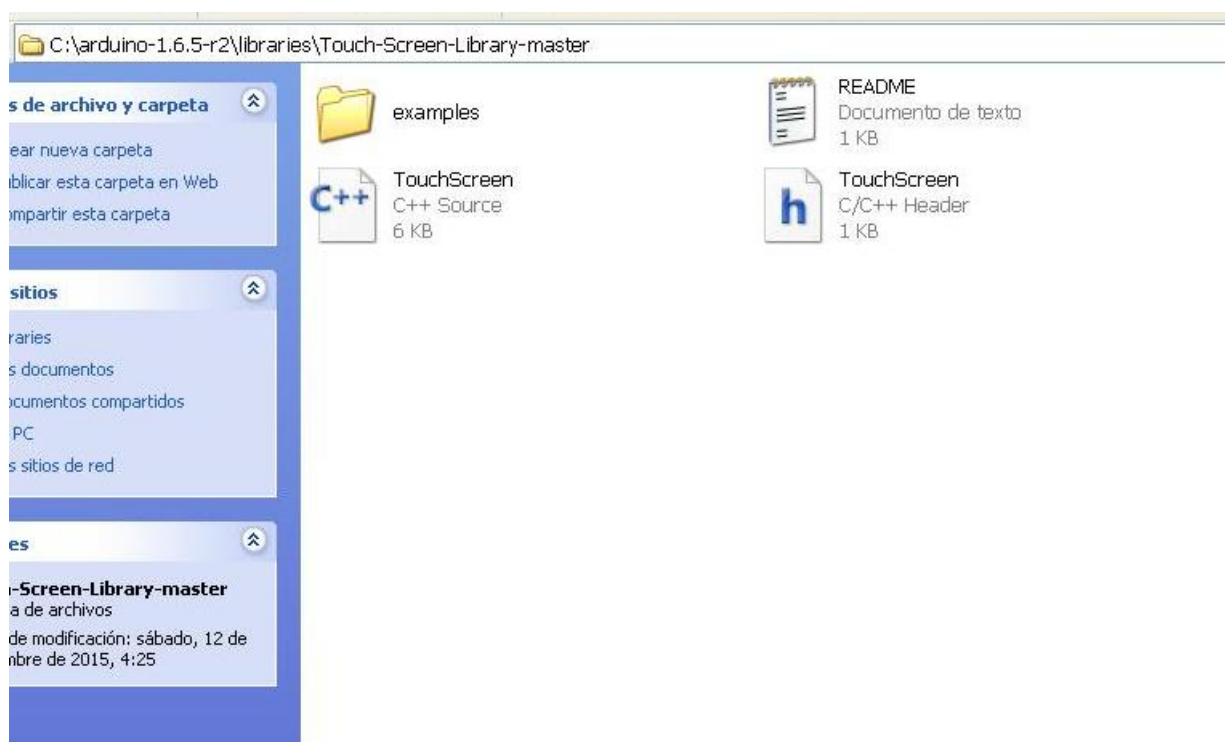 C:\arduino-1.6.5-r2\libraries\Touch-Screen-Library-master
s de archivo y carpeta
ear nueva carpeta
blicar esta carpeta en Web
mpartir esta carpeta
sitios
raries
s documentos
ocumentos compartidos
PC
s sitios de red
es
-Screen-Library-master
a de archivos
de modificación: sábado, 12 de
mbre de 2015, 4:25
examples
README
Documento de texto
1 KB
C++
TouchScreen
C++ Source
6 KB
h
TouchScreen
C/C++ Header
1 KB